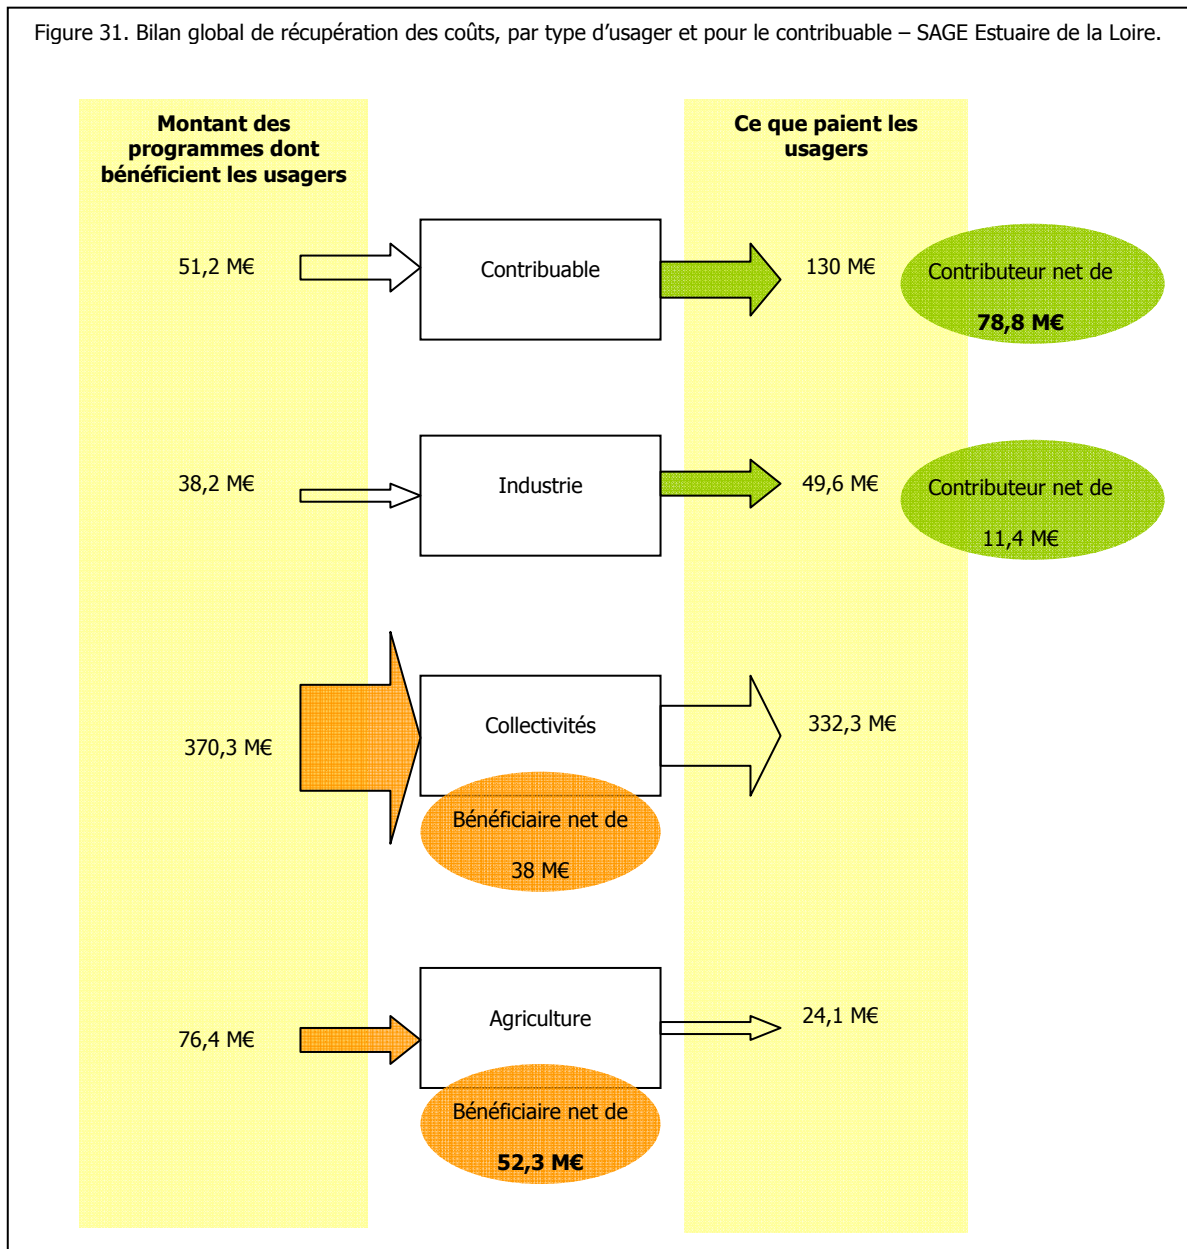 Figure 31. Bilan global de récupération des coûts, par type d’usager et pour le contribuable – SAGE Estuaire de la Loire.
Montant des
programmes dont
bénéficient les usagers
Ce que paient les
usagers
51,2 M€
Contribuable
130 M€
Contributeur net de
78,8 M€
38,2 M€
Industrie
49,6 M€
Contributeur net de
11,4 M€
370,3 M€
Collectivités
332,3 M€
Bénéficiaire net de
38 M€
76,4 M€
Agriculture
24,1 M€
Bénéficiaire net de
52,3 M€